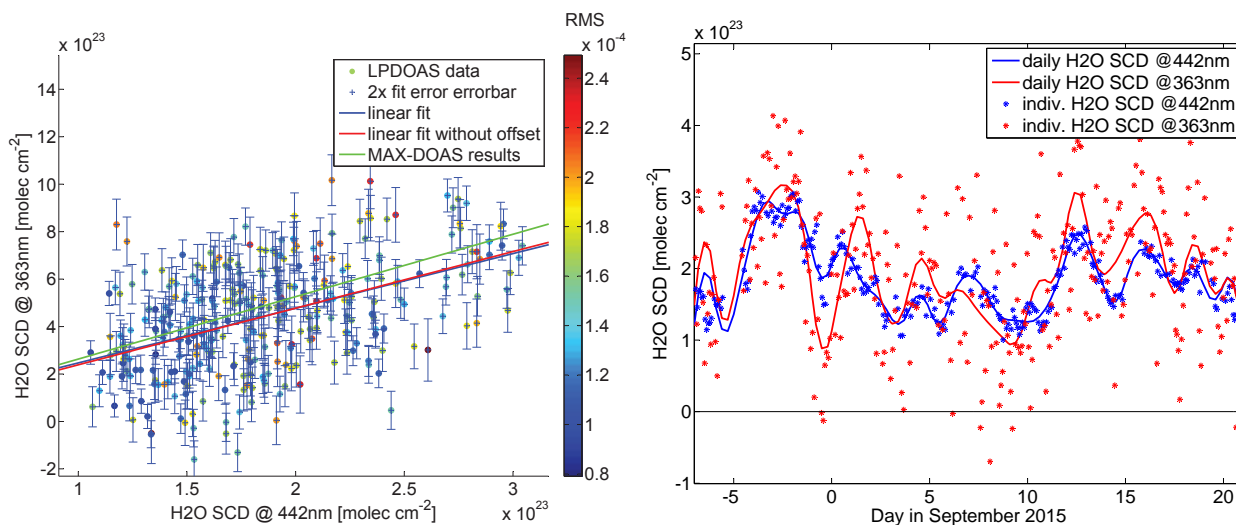 RMS
x 10^23
x 10^-4
LPDOAS data
2x fit error errorbar
linear fit
linear fit without offset
MAX-DOAS results
H2O SCD @ 363nm [molec cm^-2]
14
12
10
8
6
4
2
0
-2
1
1.5
2
2.5
3
x 10^23
H2O SCD @ 442nm [molec cm^-2]
2.4
2.2
2
1.8
1.6
1.4
1.2
1
0.8
x 10^23
daily H2O SCD @442nm
daily H2O SCD @363nm
indiv. H2O SCD @442nm
indiv. H2O SCD @363nm
H2O SCD [molec cm^-2]
5
4
3
2
1
0
-1
-5
0
5
10
15
20
Day in September 2015